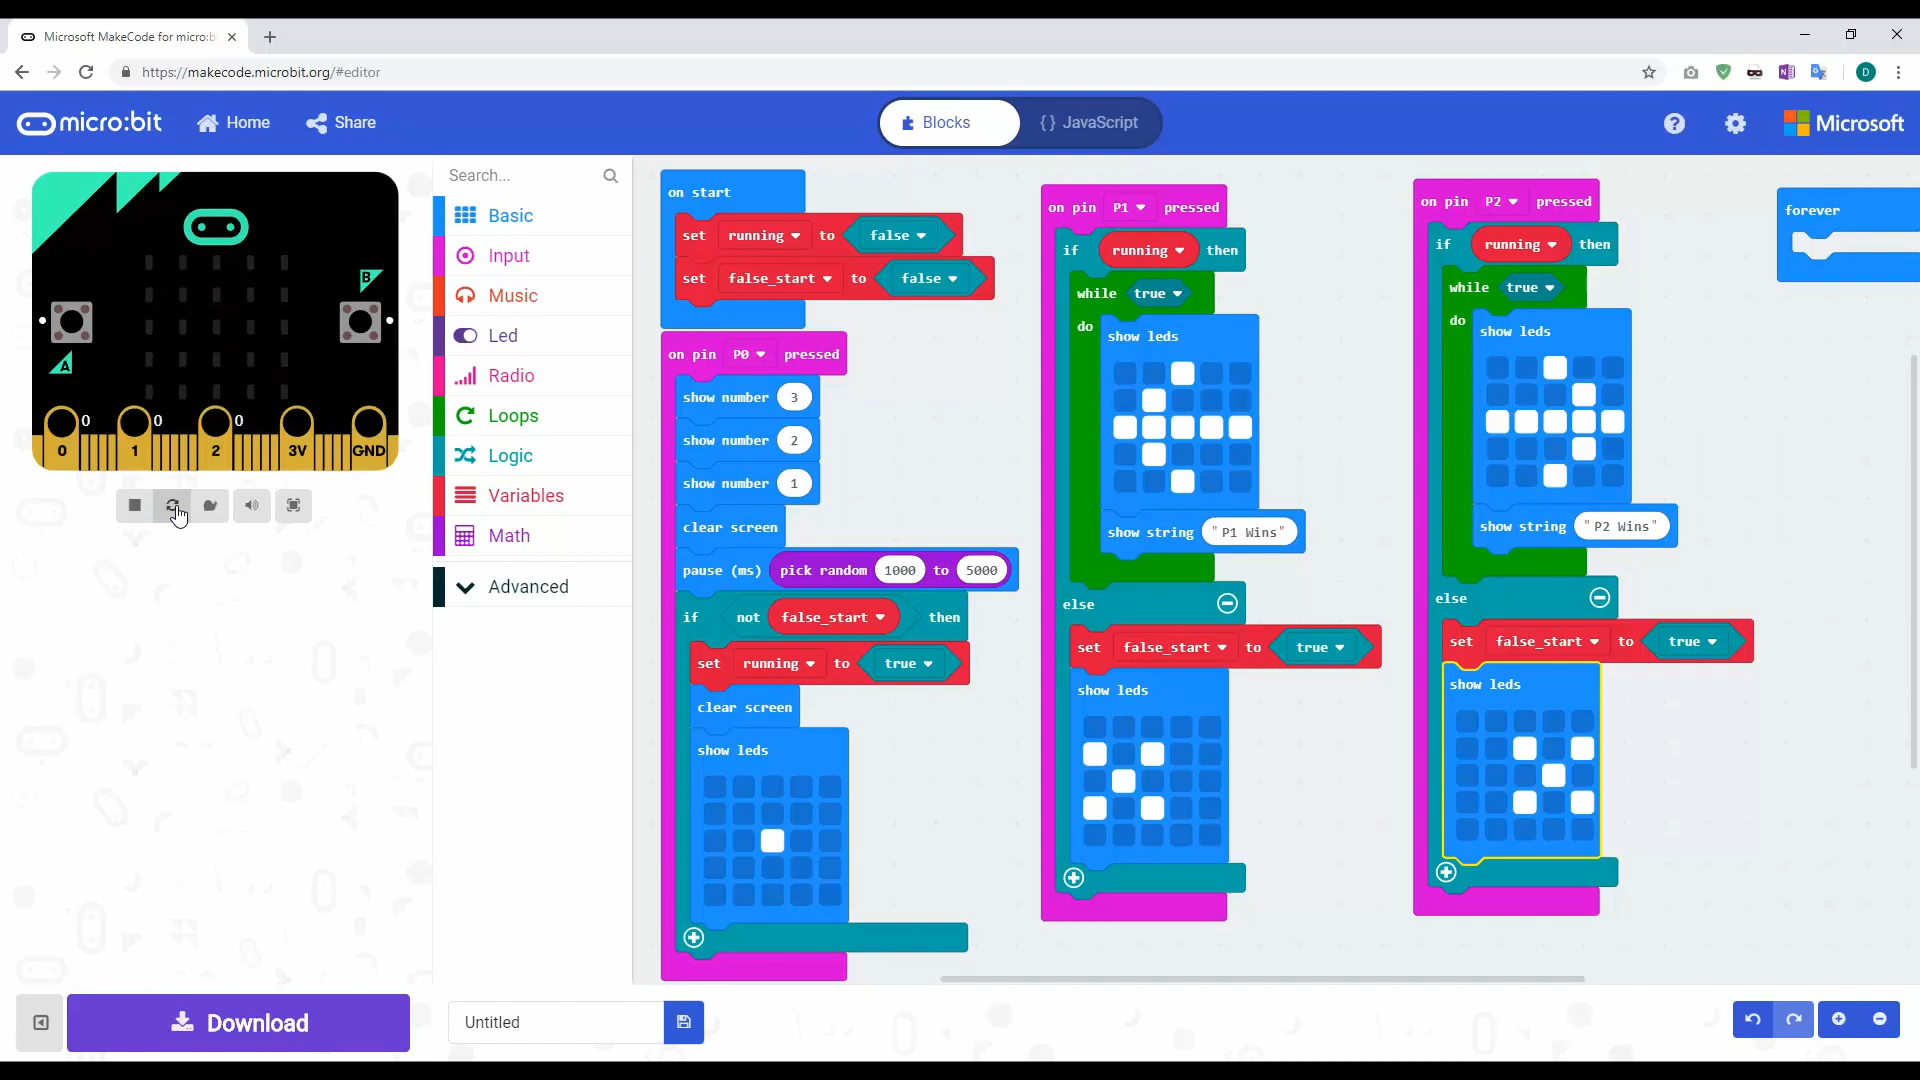 Microsoft MakeCode for micro:b
https://makecode.microbit.org/#editor
D
micro:bit
Home
Share
Blocks
{} JavaScript
?
Microsoft
A
B
0
0
0
0
1
2
3V
GND
Search...
Basic
Input
Music
Led
Radio
Loops
Logic
Variables
Math
Advanced
on start
set running to false
set false_start to false
on pin P0 pressed
show number 3
show number 2
show number 1
clear screen
pause (ms) pick random 1000 to 5000
if not false_start then
set running to true
clear screen
show leds
on pin P1 pressed
if running then
while true
do show leds
show string "P1 Wins"
else
set false_start to true
show leds
on pin P2 pressed
if running then
while true
do show leds
show string "P2 Wins"
else
set false_start to true
show leds
forever
Download
Untitled